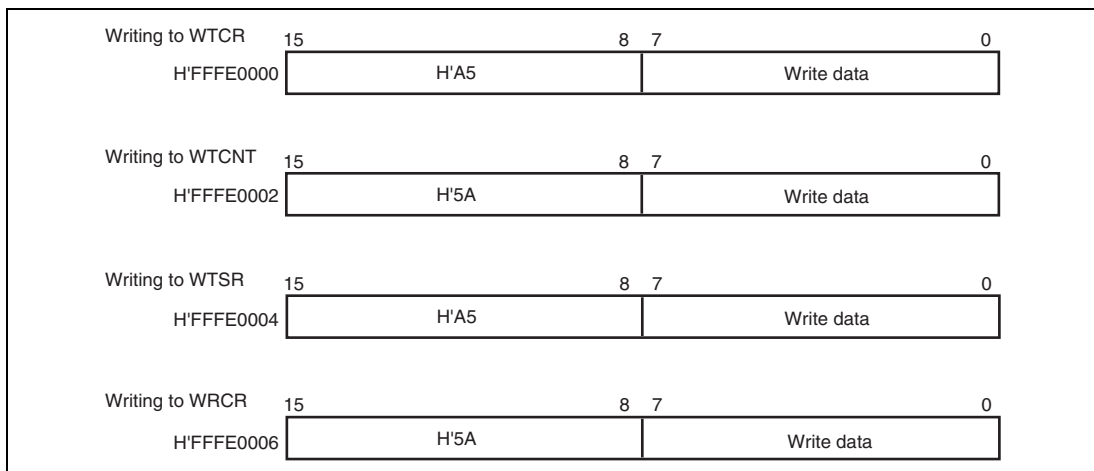 Writing to WTCR 15 8 7 0
H'FFFE0000 H'A5 Write data
Writing to WTCNT 15 8 7 0
H'FFFE0002 H'5A Write data
Writing to WTSR 15 8 7 0
H'FFFE0004 H'A5 Write data
Writing to WRCR 15 8 7 0
H'FFFE0006 H'5A Write data